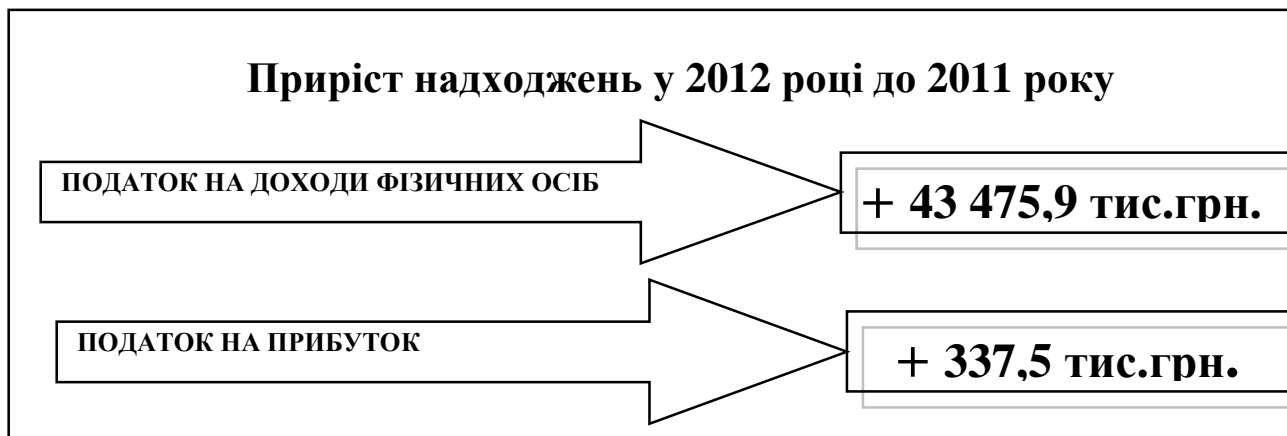 Приріст надходжень у 2012 році до 2011 року
ПОДАТОК НА ДОХОДИ ФІЗИЧНИХ ОСІБ
+ 43 475,9 тис.грн.
ПОДАТОК НА ПРИБУТОК
+ 337,5 тис.грн.